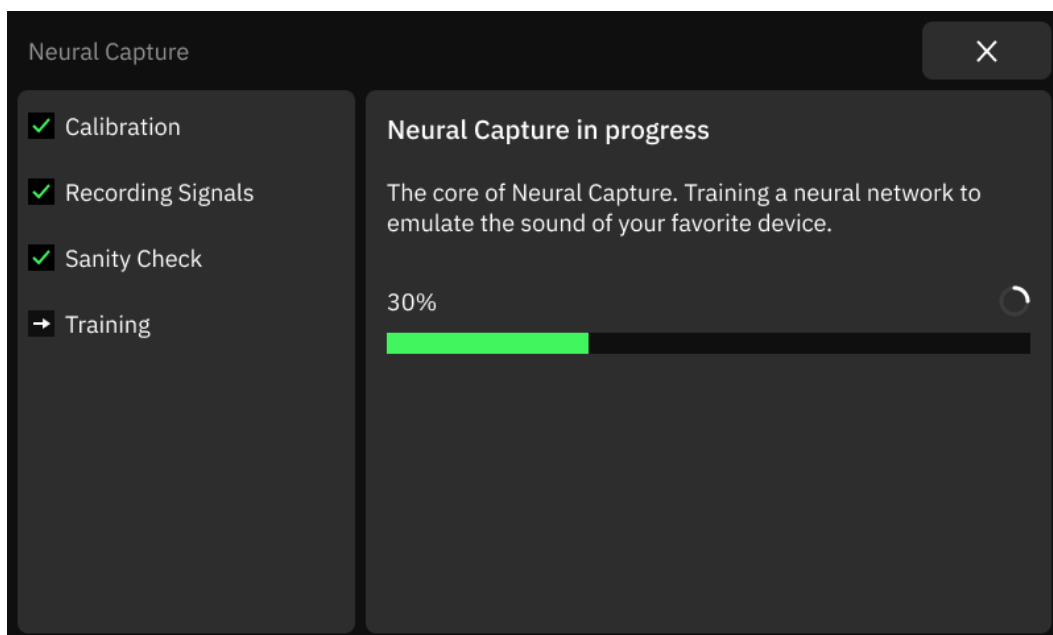 Neural Capture
Calibration
Recording Signals
Sanity Check
Training
Neural Capture in progress
The core of Neural Capture. Training a neural network to
emulate the sound of your favorite device.
30%